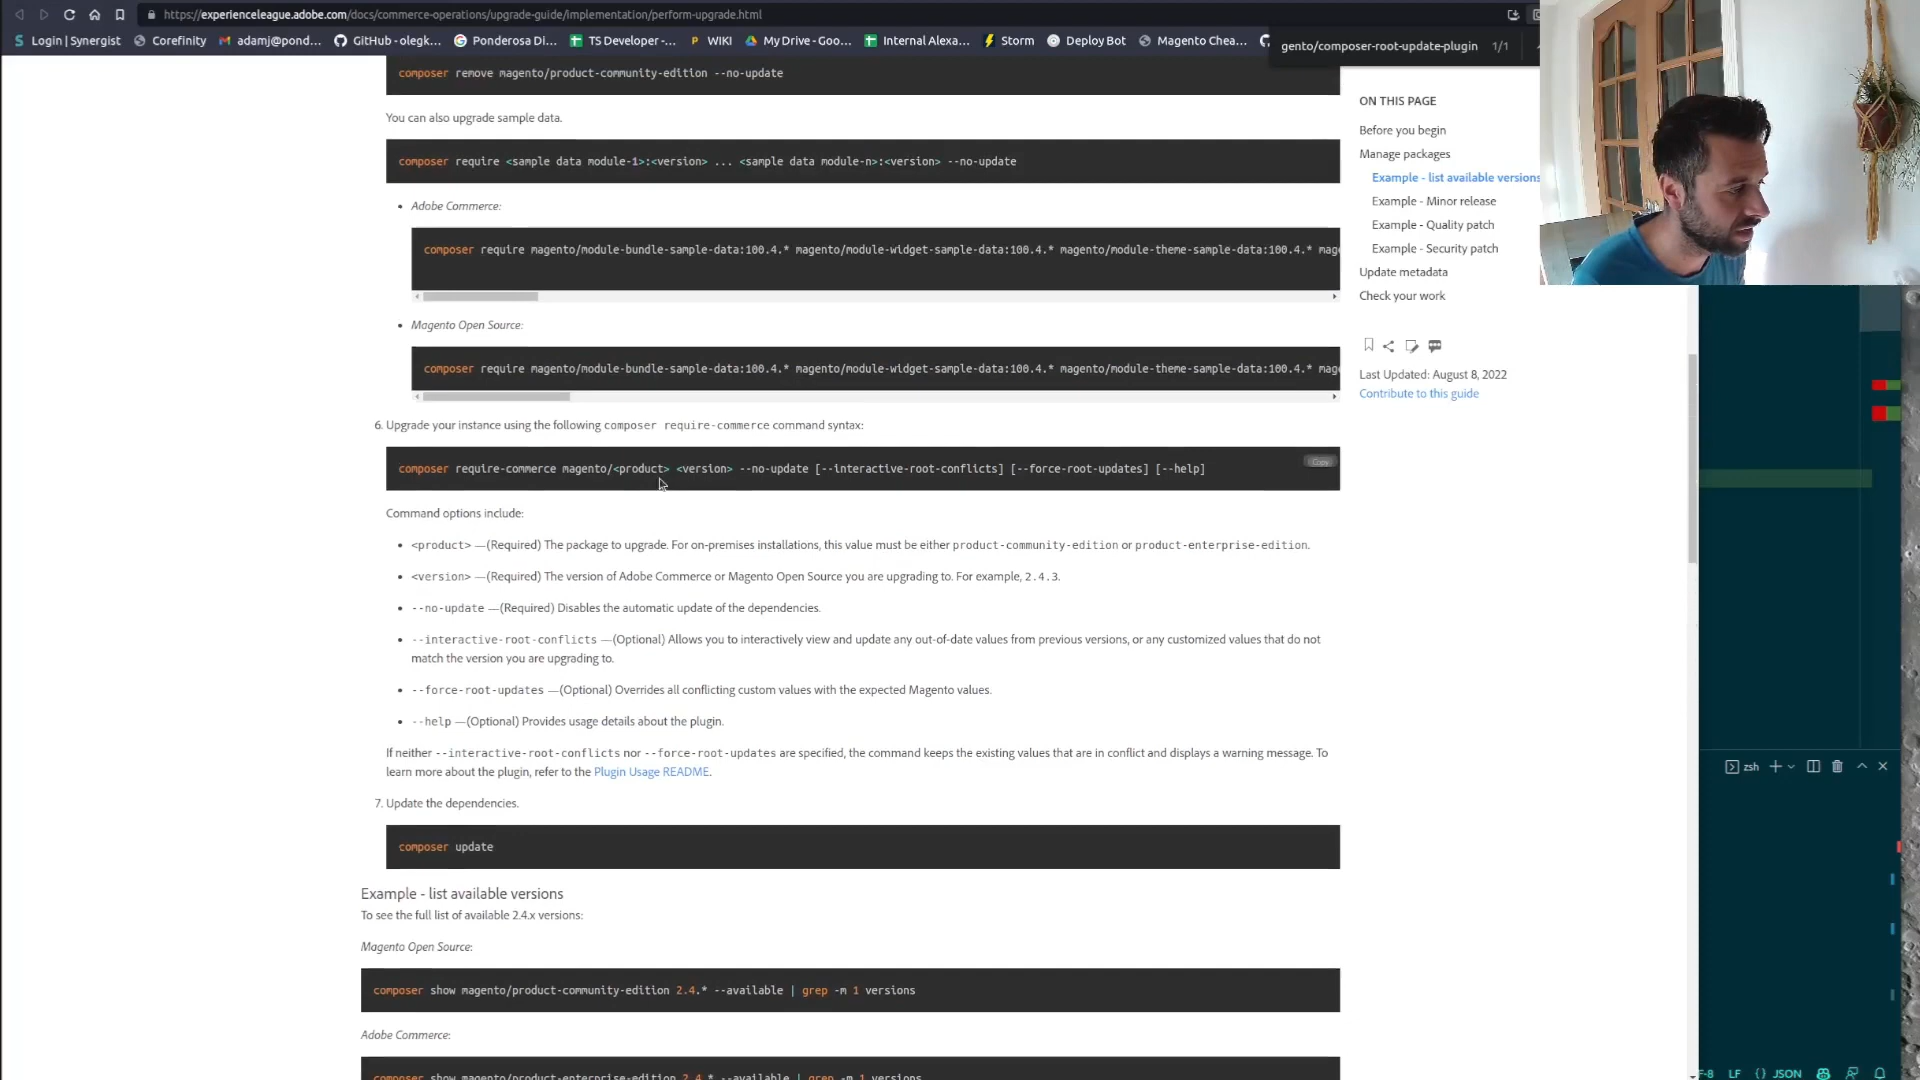 https://experienceleague.adobe.com/docs/commerce-operations/upgrade-guide/implementation/perform-upgrade.html
S Login | Synergist
Corefinity
adamj@pond...
GitHub - olegk...
Ponderosa Di...
TS Developer -...
WIKI
My Drive - Goo...
Internal Alexa...
Storm
Deploy Bot
Magento Chea...
gento/composer-root-update-plugin 1/1
composer remove magento/product-community-edition --no-update
You can also upgrade sample data.
composer require <sample data module-1>:<version> ... <sample data module-n>:<version> --no-update
• Adobe Commerce:
composer require magento/module-bundle-sample-data:100.4.* magento/module-widget-sample-data:100.4.* magento/module-theme-sample-data:100.4.* mag
• Magento Open Source:
composer require magento/module-bundle-sample-data:100.4.* magento/module-widget-sample-data:100.4.* magento/module-theme-sample-data:100.4.* mag
6. Upgrade your instance using the following composer require-commerce command syntax:
composer require-commerce magento/<product> <version> --no-update [--interactive-root-conflicts] [--force-root-updates] [--help]
Copy
Command options include:
• <product> —(Required) The package to upgrade. For on-premises installations, this value must be either product-community-edition or product-enterprise-edition.
• <version> —(Required) The version of Adobe Commerce or Magento Open Source you are upgrading to. For example, 2.4.3.
• --no-update —(Required) Disables the automatic update of the dependencies.
• --interactive-root-conflicts —(Optional) Allows you to interactively view and update any out-of-date values from previous versions, or any customized values that do not
match the version you are upgrading to.
• --force-root-updates —(Optional) Overrides all conflicting custom values with the expected Magento values.
• --help —(Optional) Provides usage details about the plugin.
If neither --interactive-root-conflicts nor --force-root-updates are specified, the command keeps the existing values that are in conflict and displays a warning message. To
learn more about the plugin, refer to the Plugin Usage README.
7. Update the dependencies.
composer update
Example - list available versions
To see the full list of available 2.4.x versions:
Magento Open Source:
composer show magento/product-community-edition 2.4.* --available | grep -m 1 versions
Adobe Commerce:
composer show magento/product-enterprise-edition 2.4.* --available | grep -m 1 versions
ON THIS PAGE
Before you begin
Manage packages
Example - list available versions
Example - Minor release
Example - Quality patch
Example - Security patch
Update metadata
Check your work
Last Updated: August 8, 2022
Contribute to this guide
zsh
F-8 LF {} JSON